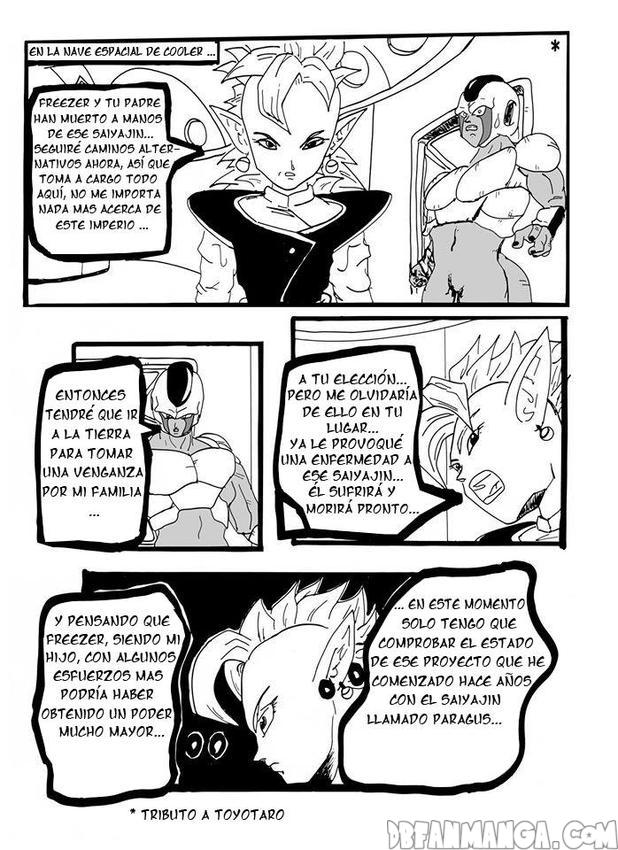 EN LA NAVE ESPACIAL DE COOLER ...
*
FREEZER Y TU PADRE
HAN MUERTO A MANOS
DE ESE SAIYAJIN...
SEGUIRÉ CAMINOS ALTER-
NATIVOS AHORA, ASÍ QUE
TOMA A CARGO TODO
AQUÍ, NO ME IMPORTA
NADA MAS ACERCA DE
ESTE IMPERIO ...
ENTONCES
TENDRÉ QUE IR
A LA TIERRA
PARA TOMAR
UNA VENGANZA
POR MI FAMILIA
...
A TU ELECCIÓN...
PERO ME OLVIDARÍA
DE ELLO EN TU
LUGAR...
YA LE PROVOQUÉ
UNA ENFERMEDAD A
ESE SAIYAJIN...
ÉL SUFRIRÁ Y
MORIRÁ PRONTO...
Y PENSANDO QUE
FREEZER, SIENDO MI
HIJO, CON ALGUNOS
ESFUERZOS MAS
PODRÍA HABER
OBTENIDO UN PODER
MUCHO MAYOR...
... EN ESTE MOMENTO
SOLO TENGO QUE
COMPROBAR EL ESTADO
DE ESE PROYECTO QUE HE
COMENZADO HACE AÑOS
CON EL SAIYAJIN
LLAMADO PARAGUS...
* TRIBUTO A TOYOTARO
DBFANMANGA.COM